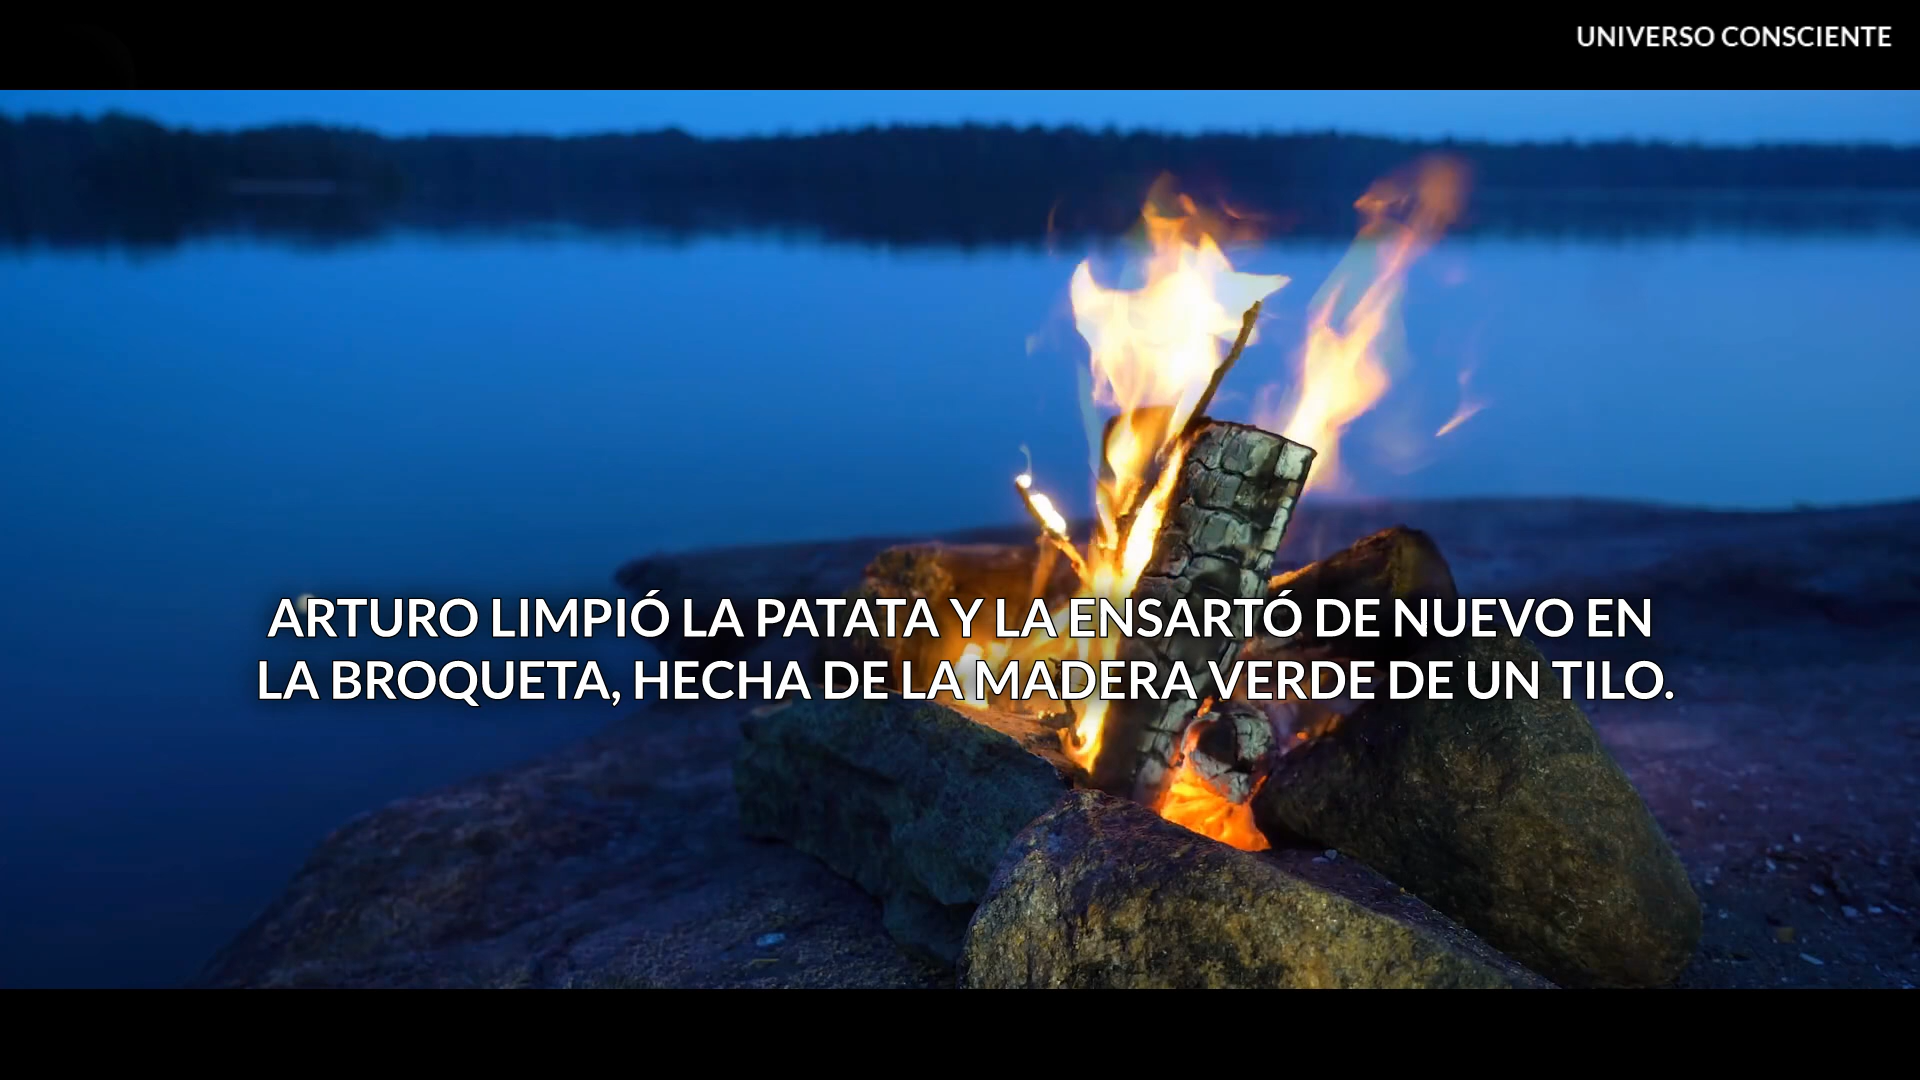 UNIVERSO CONSCIENTE
ARTURO LIMPIÓ LA PATATA Y LA ENSARTÓ DE NUEVO EN
LA BROQUETA, HECHA DE LA MADERA VERDE DE UN TILO.